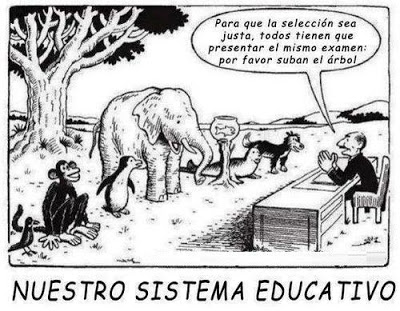 Para que la selección sea
justa, todos tienen que
presentar el mismo examen:
por favor suban el árbol
NUESTRO SISTEMA EDUCATIVO